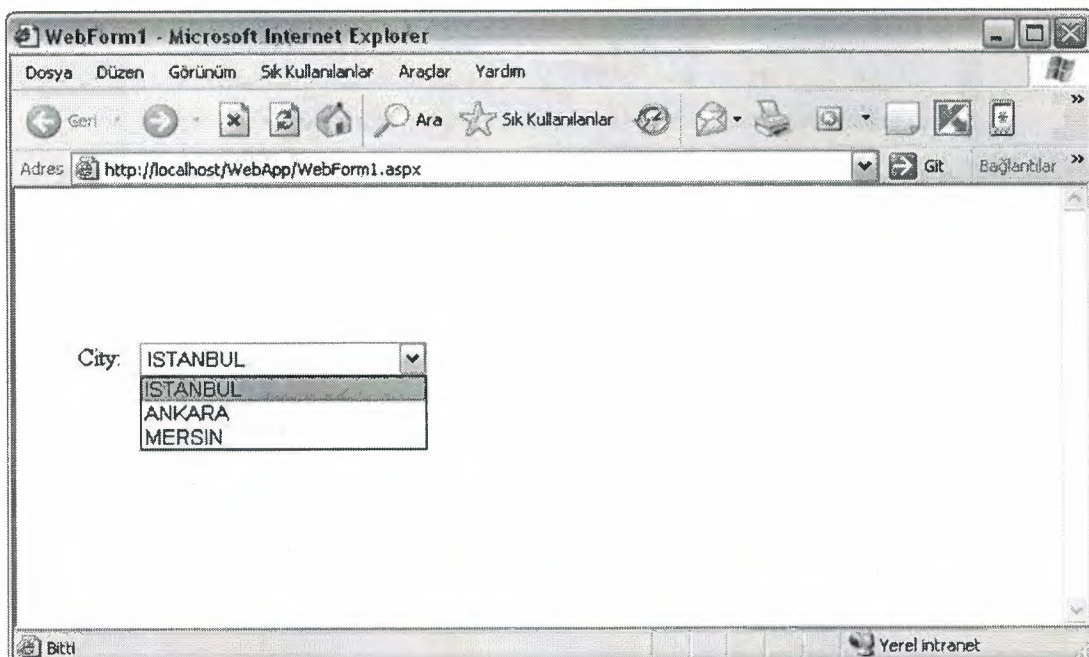 WebForm1 - Microsoft Internet Explorer
Dosya Düzen Görünüm Sık Kullanılanlar Araçlar Yardım
Geri Ara Sık Kullanılanlar
Adres http://localhost/WebApp/WebForm1.aspx Git Bağlantılar
City: ISTANBUL
ISTANBUL
ANKARA
MERSIN
Bitti Yerel intranet